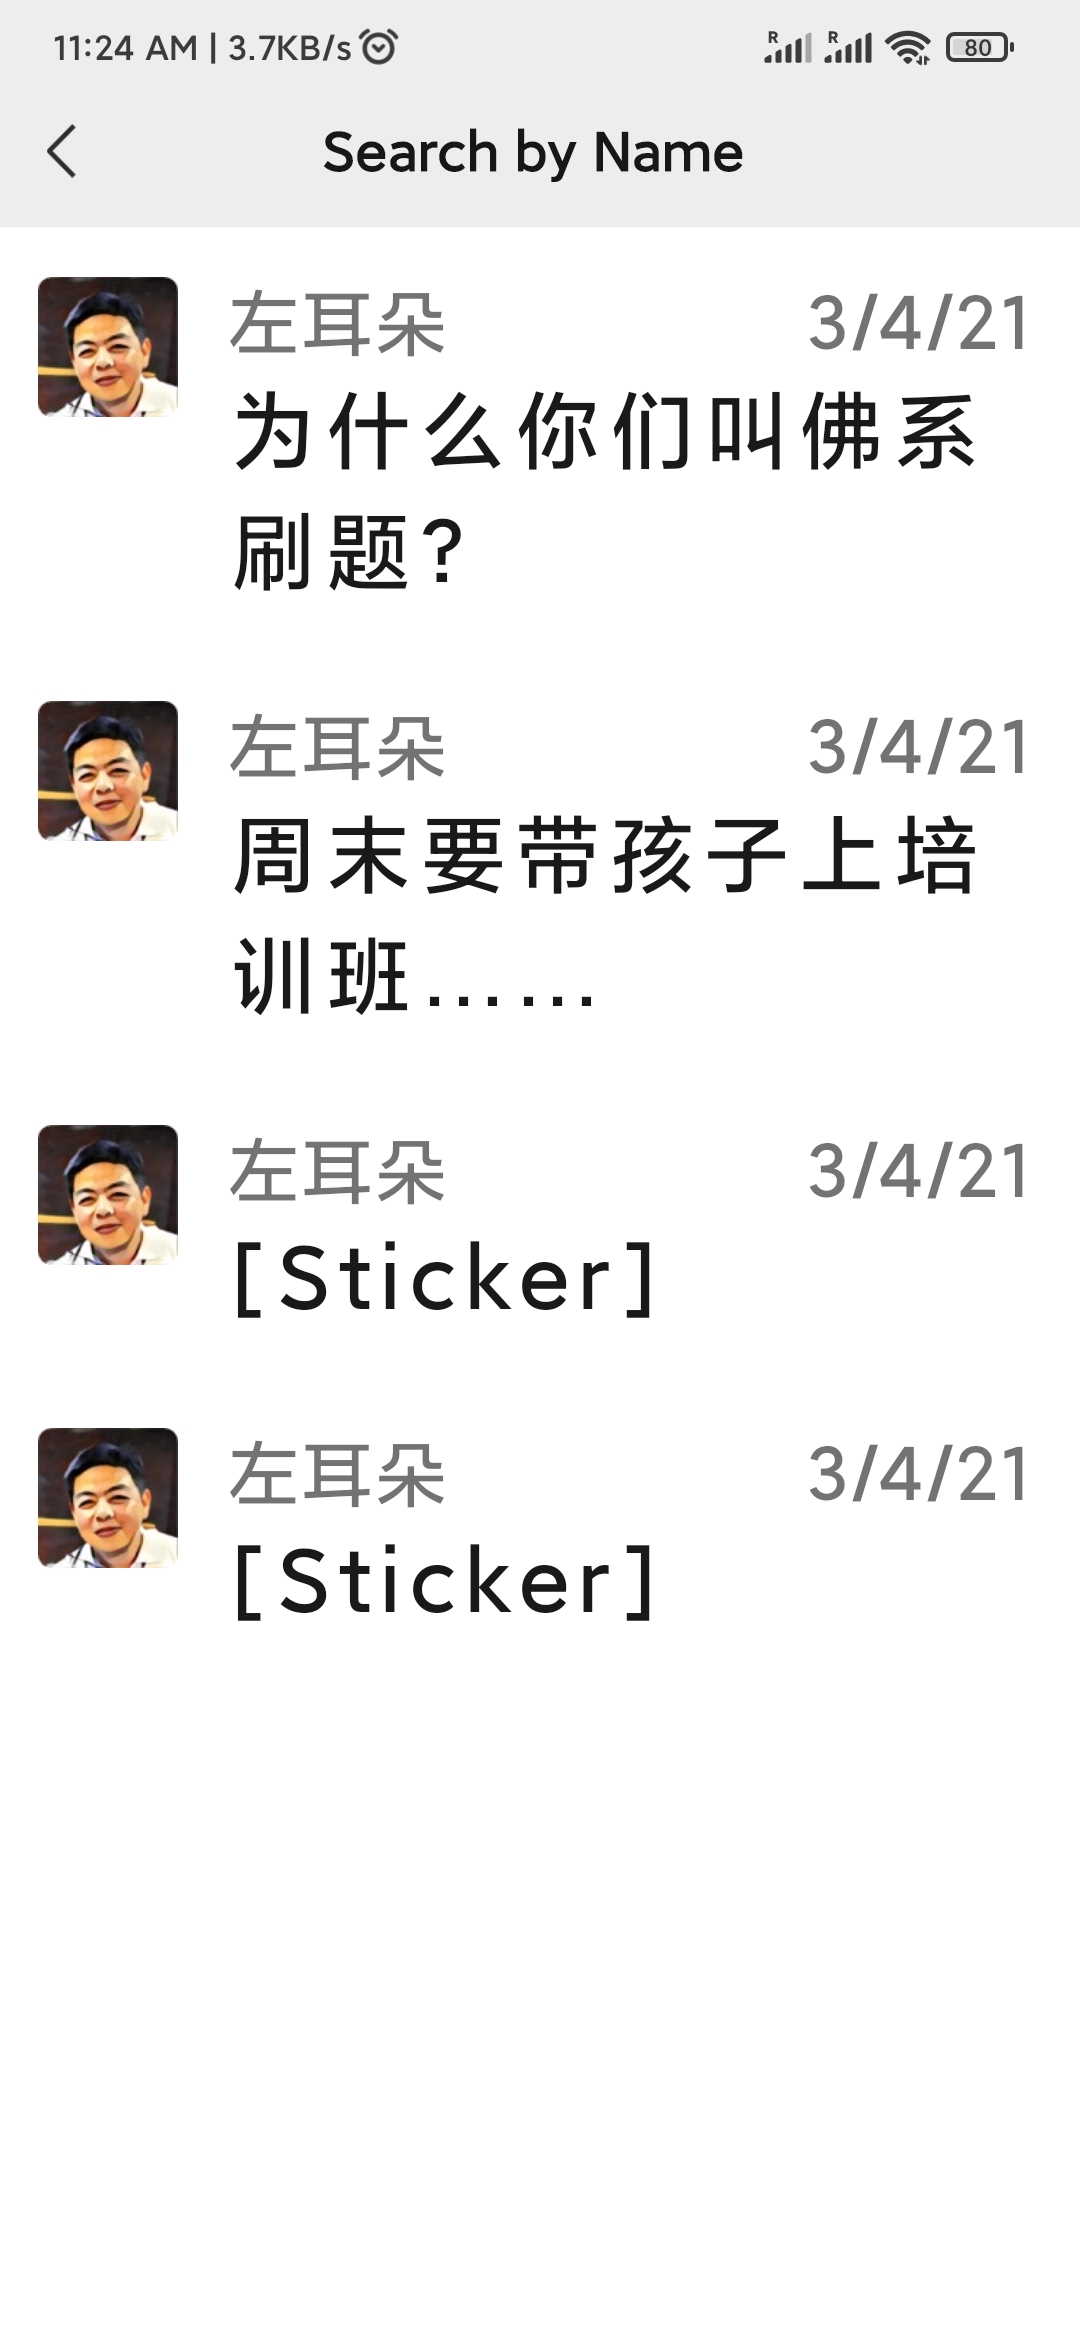 11:24 AM | 3.7KB/s
R R 80
Search by Name
左耳朵 3/4/21
为什么你们叫佛系
刷题?
左耳朵 3/4/21
周末要带孩子上培
训班……
左耳朵 3/4/21
[Sticker]
左耳朵 3/4/21
[Sticker]